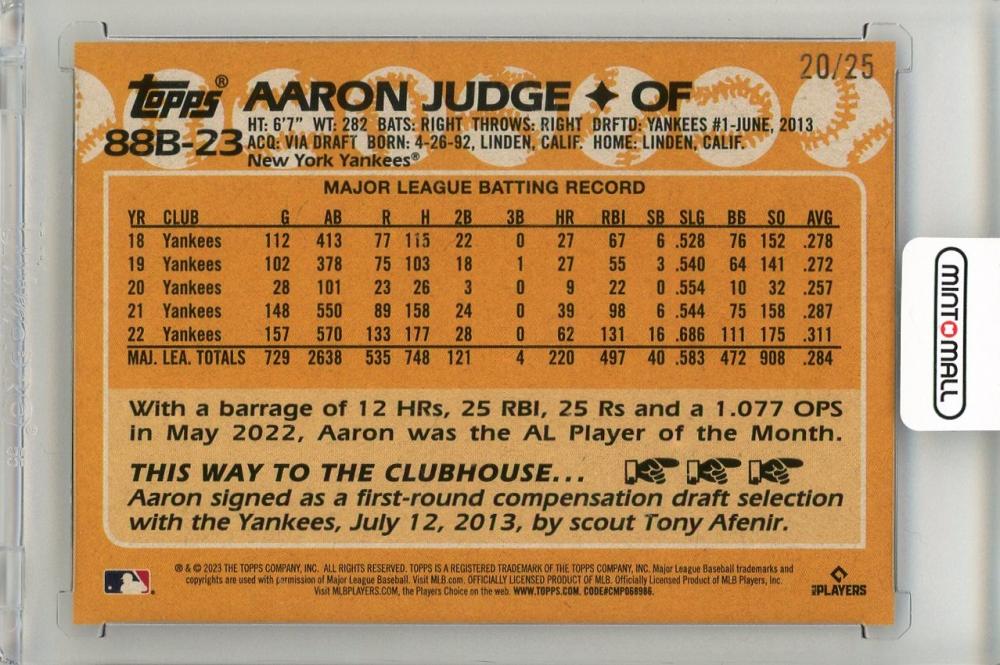 20/25
Topps® AARON JUDGE ✦ OF
88B-23
HT: 6'7" WT: 282 BATS: RIGHT THROWS: RIGHT DRFTD: YANKEES #1-JUNE, 2013
ACQ: VIA DRAFT BORN: 4-26-92, LINDEN, CALIF. HOME: LINDEN, CALIF.
New York Yankees®
MAJOR LEAGUE BATTING RECORD
YR CLUB G AB R H 2B 3B HR RBI SB SLG BB SO AVG
18 Yankees 112 413 77 115 22 0 27 67 6 .528 76 152 .278
19 Yankees 102 378 75 103 18 1 27 55 3 .540 64 141 .272
20 Yankees 28 101 23 26 3 0 9 22 0 .554 10 32 .257
21 Yankees 148 550 89 158 24 0 39 98 6 .544 75 158 .287
22 Yankees 157 570 133 177 28 0 62 131 16 .686 111 175 .311
MAJ. LEA. TOTALS 729 2638 535 748 121 4 220 497 40 .583 472 908 .284
With a barrage of 12 HRs, 25 RBI, 25 Rs and a 1.077 OPS
in May 2022, Aaron was the AL Player of the Month.
THIS WAY TO THE CLUBHOUSE...
Aaron signed as a first-round compensation draft selection
with the Yankees, July 12, 2013, by scout Tony Afenir.
® & © 2023 THE TOPPS COMPANY, INC. ALL RIGHTS RESERVED. TOPPS IS A REGISTERED TRADEMARK OF THE TOPPS COMPANY, INC. Major League Baseball trademarks and
copyrights are used with permission of Major League Baseball. Visit MLB.com. OFFICIALLY LICENSED PRODUCT OF MLB. Officially Licensed Product of MLB Players, Inc.
Visit MLBPLAYERS.COM, the Players Choice on the web. WWW.TOPPS.COM. CODE#CMP068986.
MLB PLAYERS
MINTOMALL